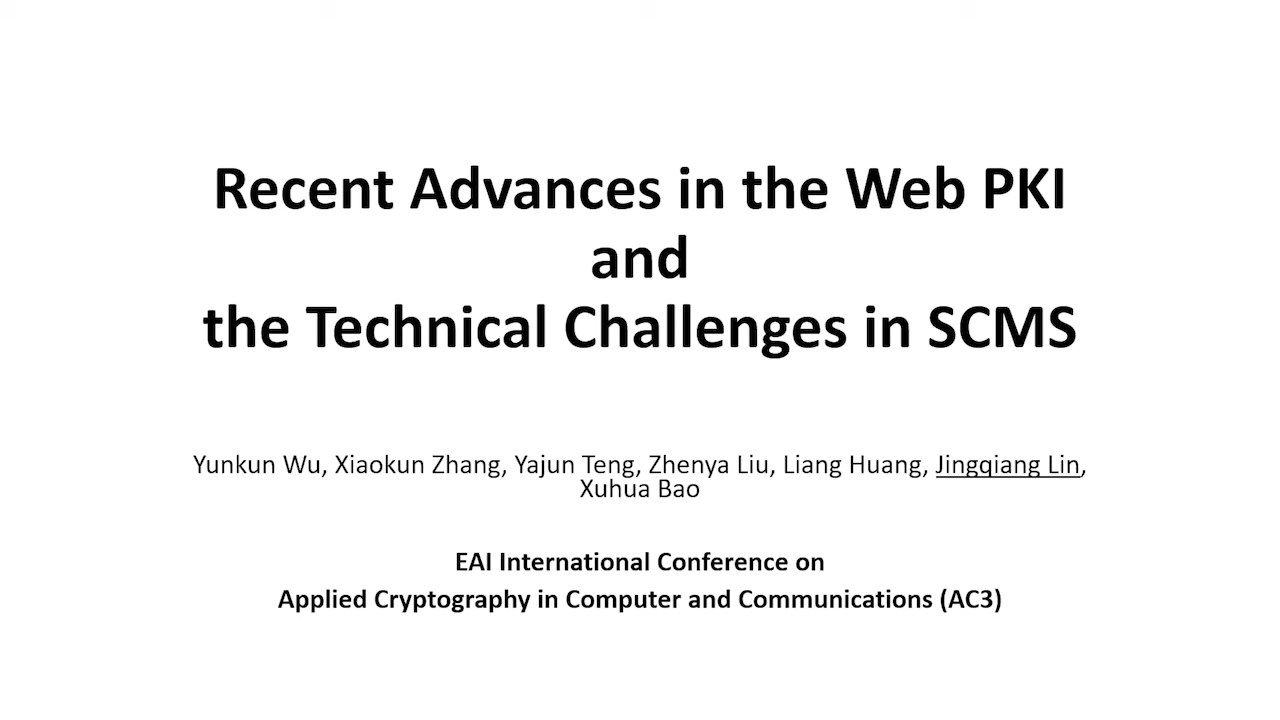 Recent Advances in the Web PKI
and
the Technical Challenges in SCMS
Yunkun Wu, Xiaokun Zhang, Yajun Teng, Zhenya Liu, Liang Huang, Jingqiang Lin,
Xuhua Bao
EAI International Conference on
Applied Cryptography in Computer and Communications (AC3)